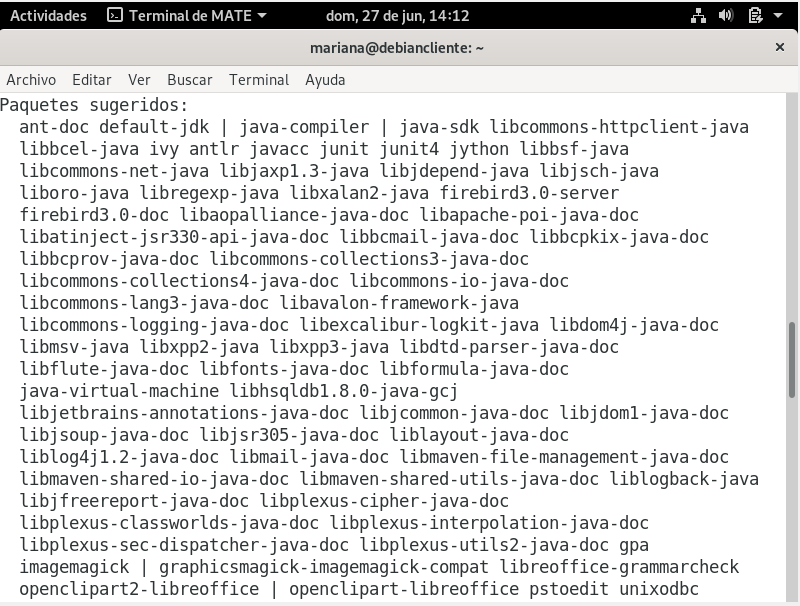 Actividades Terminal de MATE dom, 27 de jun, 14:12
mariana@debiancliente: ~
Archivo Editar Ver Buscar Terminal Ayuda
Paquetes sugeridos:
ant-doc default-jdk | java-compiler | java-sdk libcommons-httpclient-java
libbcel-java ivy antlr javacc junit junit4 jython libbsf-java
libcommons-net-java libjaxp1.3-java libjdepend-java libjsch-java
liboro-java libregexp-java libxalan2-java firebird3.0-server
firebird3.0-doc libaopalliance-java-doc libapache-poi-java-doc
libatinject-jsr330-api-java-doc libbcmail-java-doc libbcpkix-java-doc
libbcprov-java-doc libcommons-collections3-java-doc
libcommons-collections4-java-doc libcommons-io-java-doc
libcommons-lang3-java-doc libavalon-framework-java
libcommons-logging-java-doc libexcalibur-logkit-java libdom4j-java-doc
libmsv-java libxpp2-java libxpp3-java libdtd-parser-java-doc
libflute-java-doc libfonts-java-doc libformula-java-doc
java-virtual-machine libhsqldb1.8.0-java-gcj
libjetbrains-annotations-java-doc libjcommon-java-doc libjdom1-java-doc
libjsoup-java-doc libjsr305-java-doc liblayout-java-doc
liblog4j1.2-java-doc libmail-java-doc libmaven-file-management-java-doc
libmaven-shared-io-java-doc libmaven-shared-utils-java-doc liblogback-java
libjfreereport-java-doc libplexus-cipher-java-doc
libplexus-classworlds-java-doc libplexus-interpolation-java-doc
libplexus-sec-dispatcher-java-doc libplexus-utils2-java-doc gpa
imagemagick | graphicsmagick-imagemagick-compat libreoffice-grammarcheck
openclipart2-libreoffice | openclipart-libreoffice pstoedit unixodbc